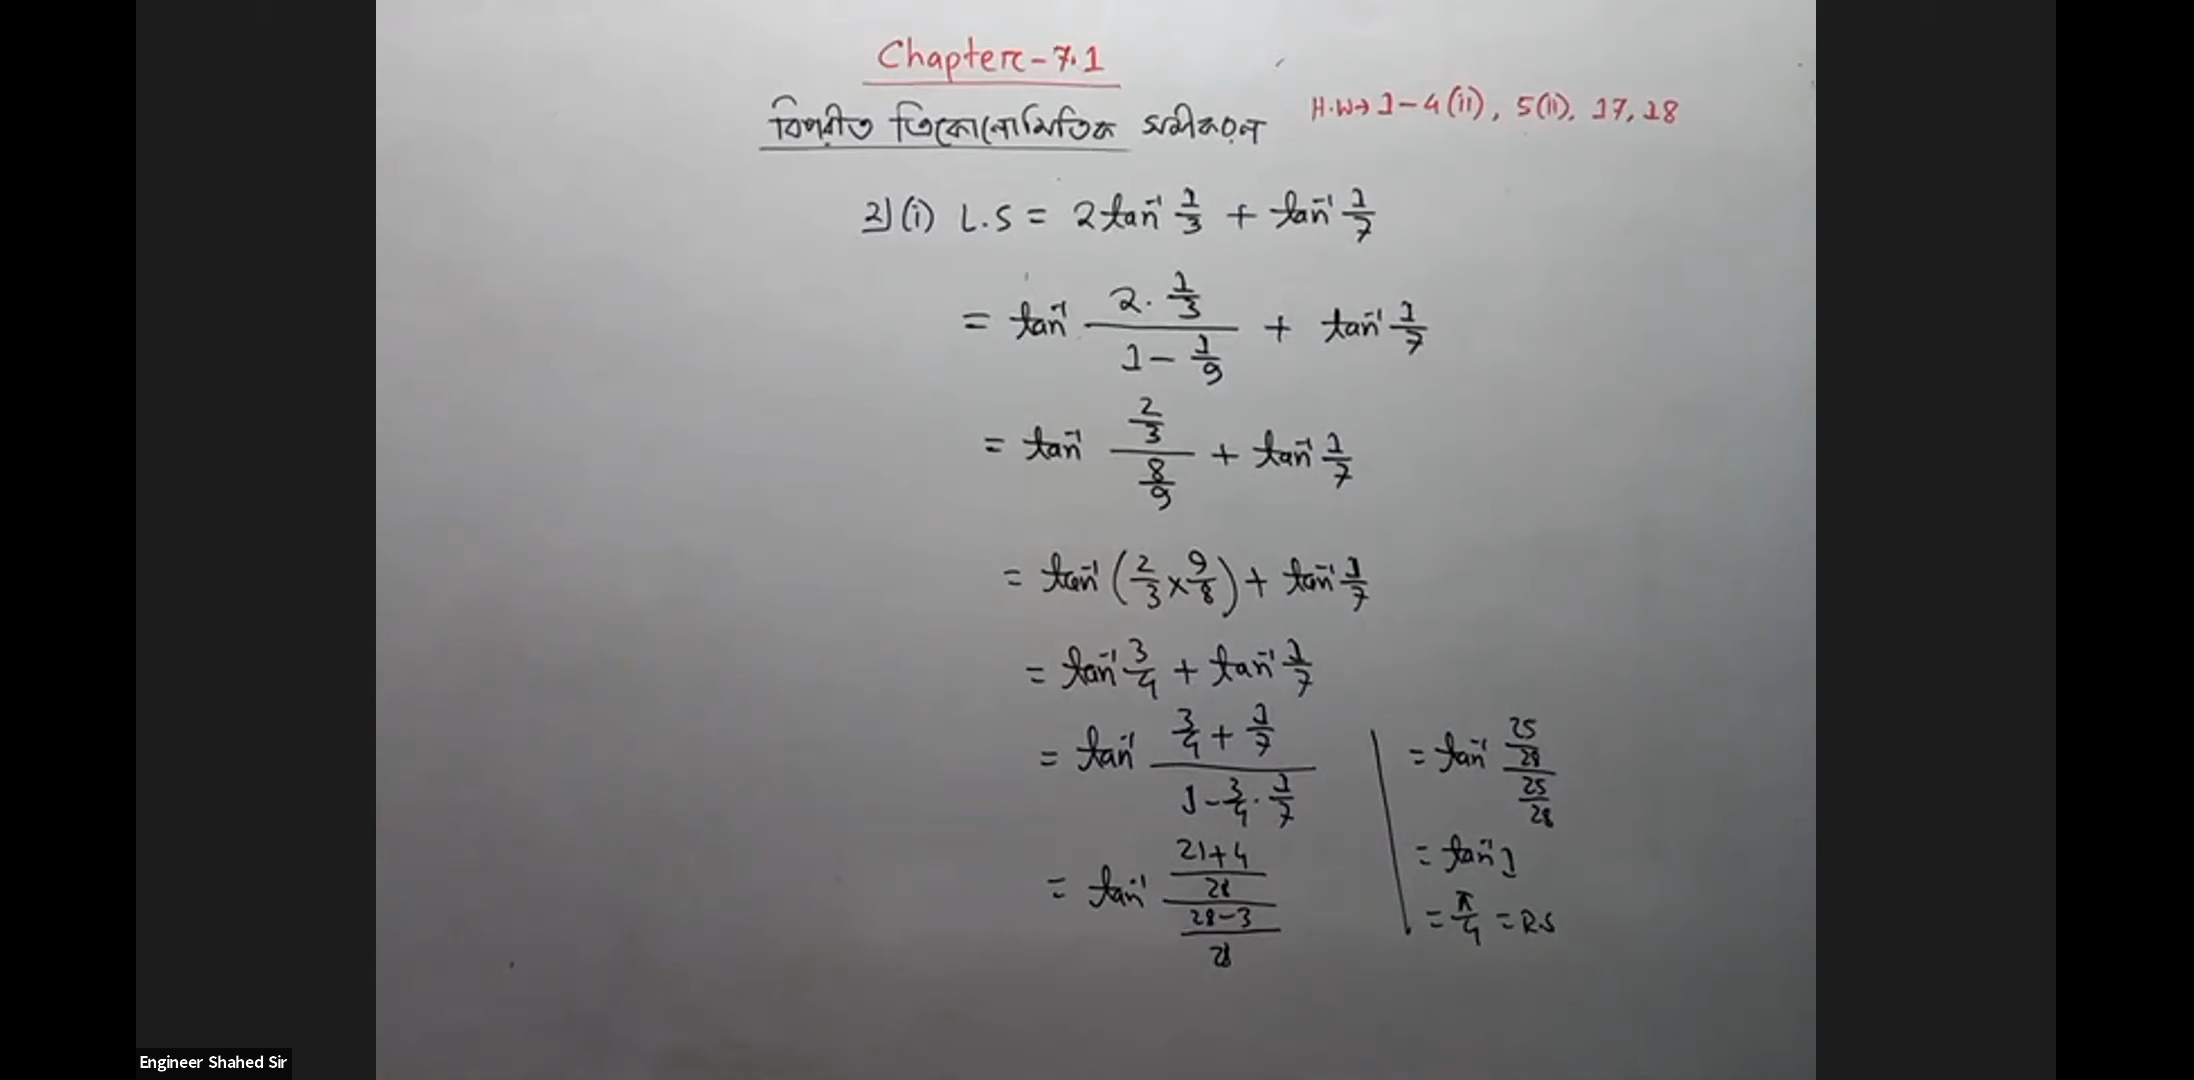 Chapter-7.1
বিপরীত ত্রিকোনোমিতিক সমীকরণ
H.W→ 1-4(ii), 5(ii), 17, 18
2)(i) L.S = 2tan⁻¹ 1/3 + tan⁻¹ 1/7
= tan⁻¹ (2·1/3)/(1-1/9) + tan⁻¹ 1/7
= tan⁻¹ (2/3)/(8/9) + tan⁻¹ 1/7
= tan⁻¹ (2/3×9/8) + tan⁻¹ 1/7
= tan⁻¹ 3/4 + tan⁻¹ 1/7
= tan⁻¹ (3/4+1/7)/(1-3/4·1/7)
= tan⁻¹ ((21+4)/28)/((28-3)/28)
= tan⁻¹ (25/28)/(25/28)
= tan⁻¹ 1
= π/4 = R.S
Engineer Shahed Sir